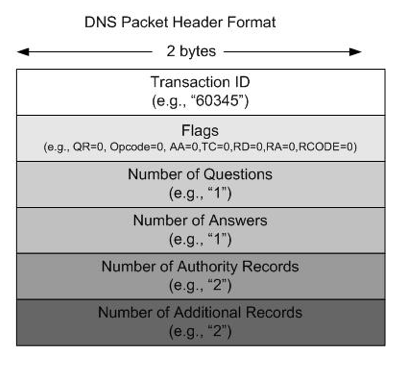 DNS Packet Header Format
2 bytes
Transaction ID
(e.g., “60345”)
Flags
(e.g., QR=0, Opcode=0, AA=0,TC=0,RD=0,RA=0,RCODE=0)
Number of Questions
(e.g., “1”)
Number of Answers
(e.g., “1”)
Number of Authority Records
(e.g., “2”)
Number of Additional Records
(e.g., “2”)